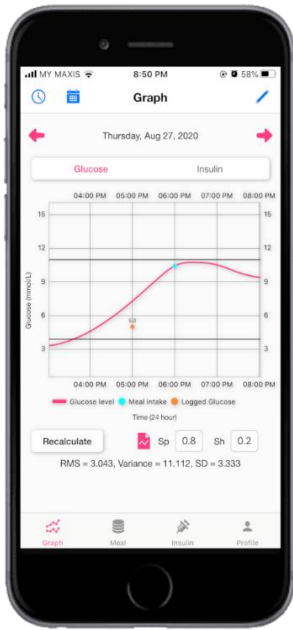 MY MAXIS 8:50 PM 58%
Graph
Thursday, Aug 27, 2020
Glucose Insulin
04:00 PM 05:00 PM 06:00 PM 07:00 PM 08:00 PM
15 15
12 12
9 9
6 6
3 3
Glucose (mmol/L)
5.0
04:00 PM 05:00 PM 06:00 PM 07:00 PM 08:00 PM
Glucose level Meal intake Logged Glucose
Time (24 hour)
Recalculate Sp 0.8 Sh 0.2
RMS = 3.043, Variance = 11.112, SD = 3.333
Graph Meal Insulin Profile